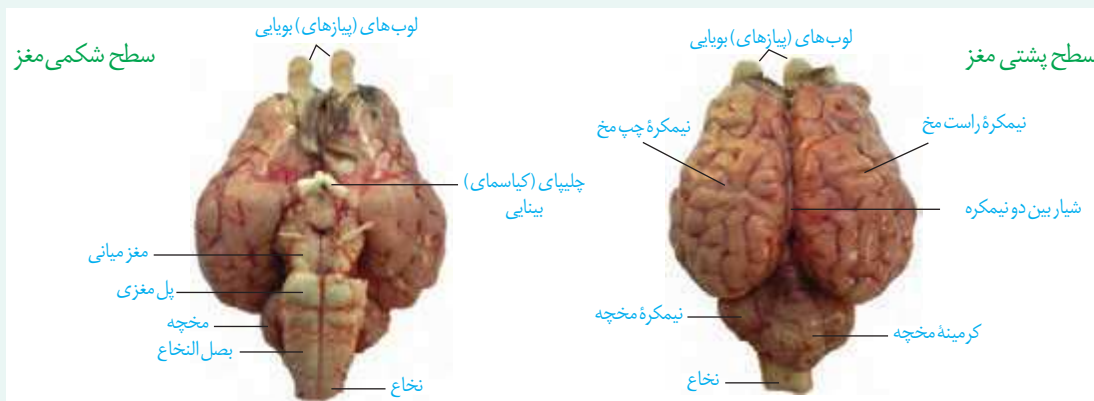 سطح پشتی مغز
لوب‌های (پیازهای) بویایی
نیمکرهٔ چپ مخ
نیمکرهٔ راست مخ
شیار بین دو نیمکره
نیمکرهٔ مخچه
کرمینهٔ مخچه
نخاع
سطح شکمی مغز
لوب‌های (پیازهای) بویایی
چلیپای (کیاسمای)
بینایی
مغز میانی
پل مغزی
مخچه
بصل النخاع
نخاع